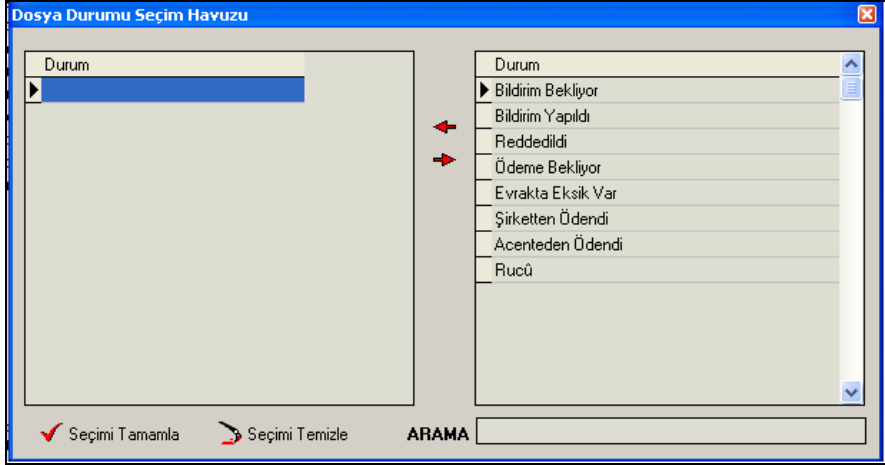 Dosya Durumu Seçim Havuzu
Durum
Durum
Bildirim Bekliyor
Bildirim Yapıldı
Reddedildi
Ödeme Bekliyor
Evrakta Eksik Var
Şirketten Ödendi
Acenteden Ödendi
Rucû
Seçimi Tamamla Seçimi Temizle ARAMA